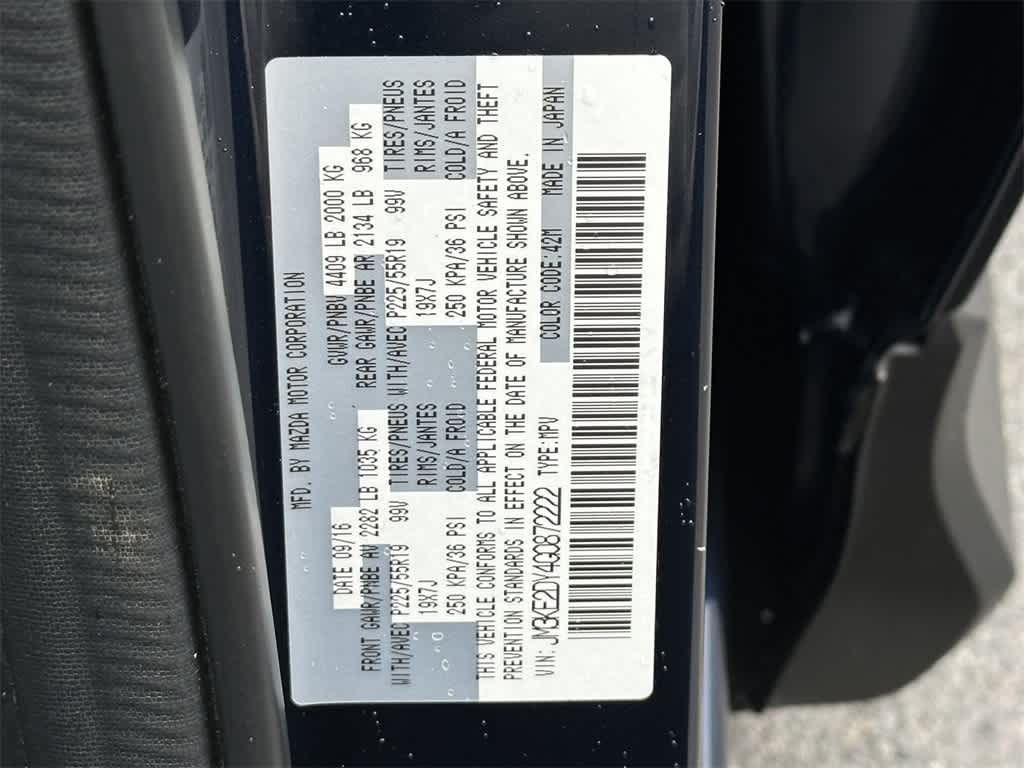 MFD. BY MAZDA MOTOR CORPORATION
DATE 09/16 GVWR/PNBV 4409 LB 2000 KG
FRONT GAWR/PNBE AV 2282 LB 1035 KG REAR GAWR/PNBE AR 2134 LB 968 KG
WITH/AVEC P225/55R19 99V TIRES/PNEUS WITH/AVEC P225/55R19 99V TIRES/PNEUS
19X7J RIMS/JANTES 19X7J RIMS/JANTES
250 KPA/36 PSI COLD/A FROID 250 KPA/36 PSI COLD/A FROID
THIS VEHICLE CONFORMS TO ALL APPLICABLE FEDERAL MOTOR VEHICLE SAFETY AND THEFT
PREVENTION STANDARDS IN EFFECT ON THE DATE OF MANUFACTURE SHOWN ABOVE.
VIN: JM3KE2DY4G0872222 TYPE:MPV COLOR CODE:42M MADE IN JAPAN